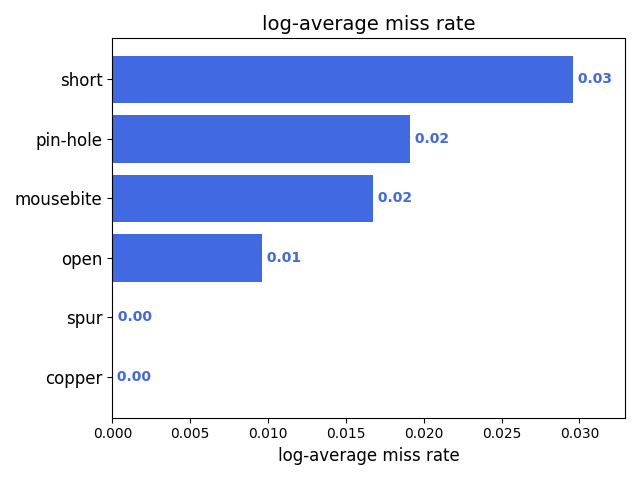 log-average miss rate
short 0.03
pin-hole 0.02
mousebite 0.02
open 0.01
spur 0.00
copper 0.00
0.000 0.005 0.010 0.015 0.020 0.025 0.030
log-average miss rate